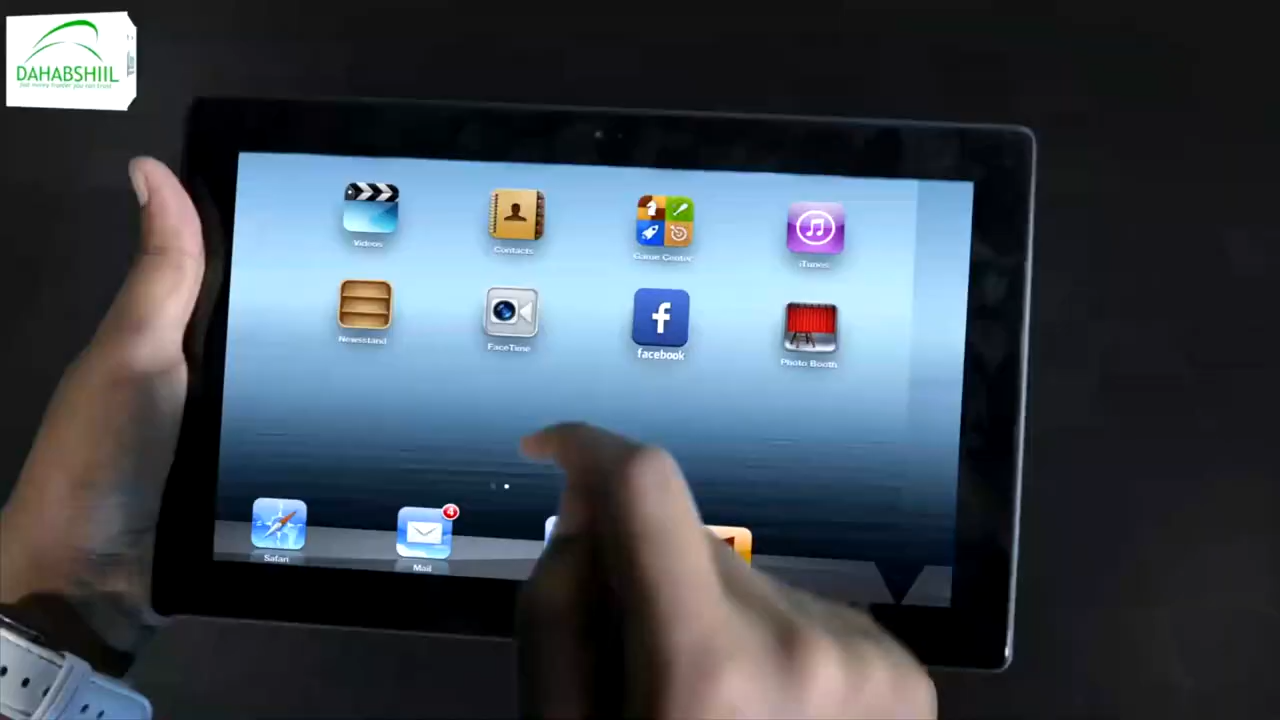 DAHABSHIIL
Videos
Contacts
Game Center
iTunes
Newsstand
FaceTime
facebook
Photo Booth
4
Safari
Mail